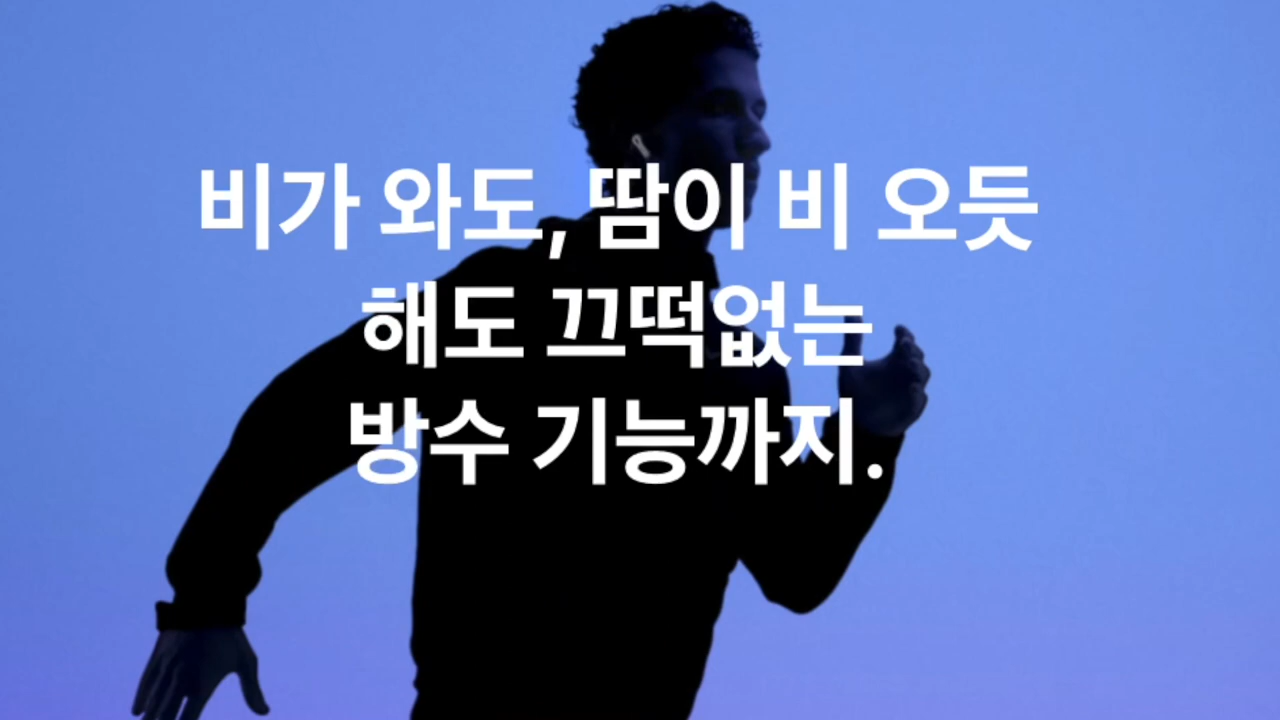 비가 와도, 땀이 비 오듯
해도 끄떡없는
방수 기능까지.